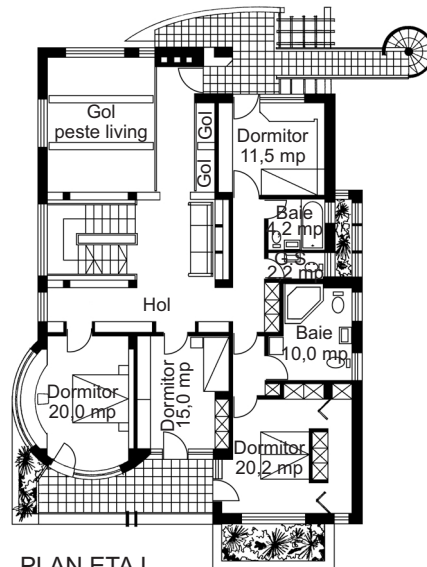 Gol
peste living
Gol
Gol
Dormitor
11,5 mp
Baie
4,2 mp
G S
2,2 mp
Hol
Baie
10,0 mp
Dormitor
20,0 mp
Dormitor
15,0 mp
Dormitor
20,2 mp
PLAN ETAJ